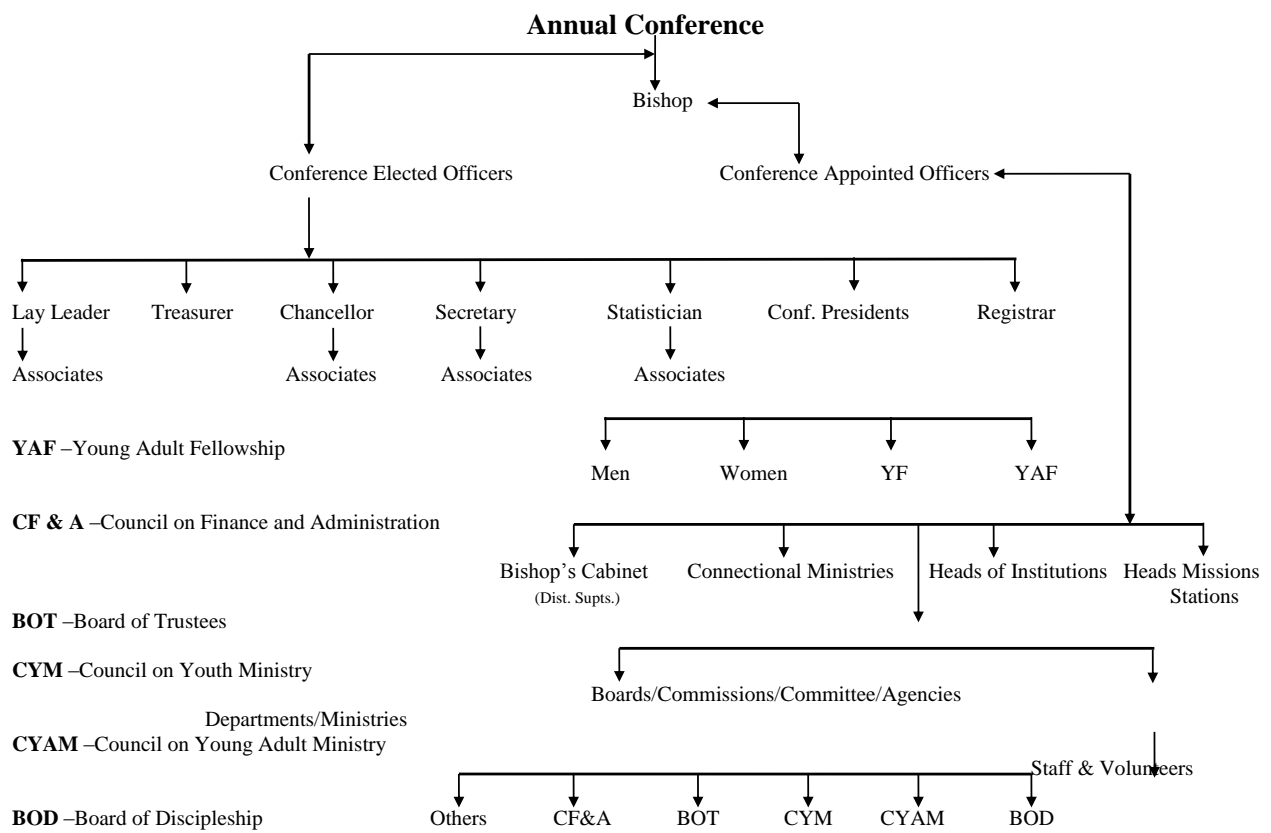 Annual Conference
Bishop
Conference Elected Officers Conference Appointed Officers
Lay Leader Treasurer Chancellor Secretary Statistician Conf. Presidents Registrar
Associates Associates Associates Associates
YAF –Young Adult Fellowship
Men Women YF YAF
CF & A –Council on Finance and Administration
Bishop’s Cabinet Connectional Ministries Heads of Institutions Heads Missions
(Dist. Supts.) Stations
BOT –Board of Trustees
CYM –Council on Youth Ministry
Boards/Commissions/Committee/Agencies
Departments/Ministries
CYAM –Council on Young Adult Ministry
Staff & Volunteers
BOD –Board of Discipleship Others CF&A BOT CYM CYAM BOD